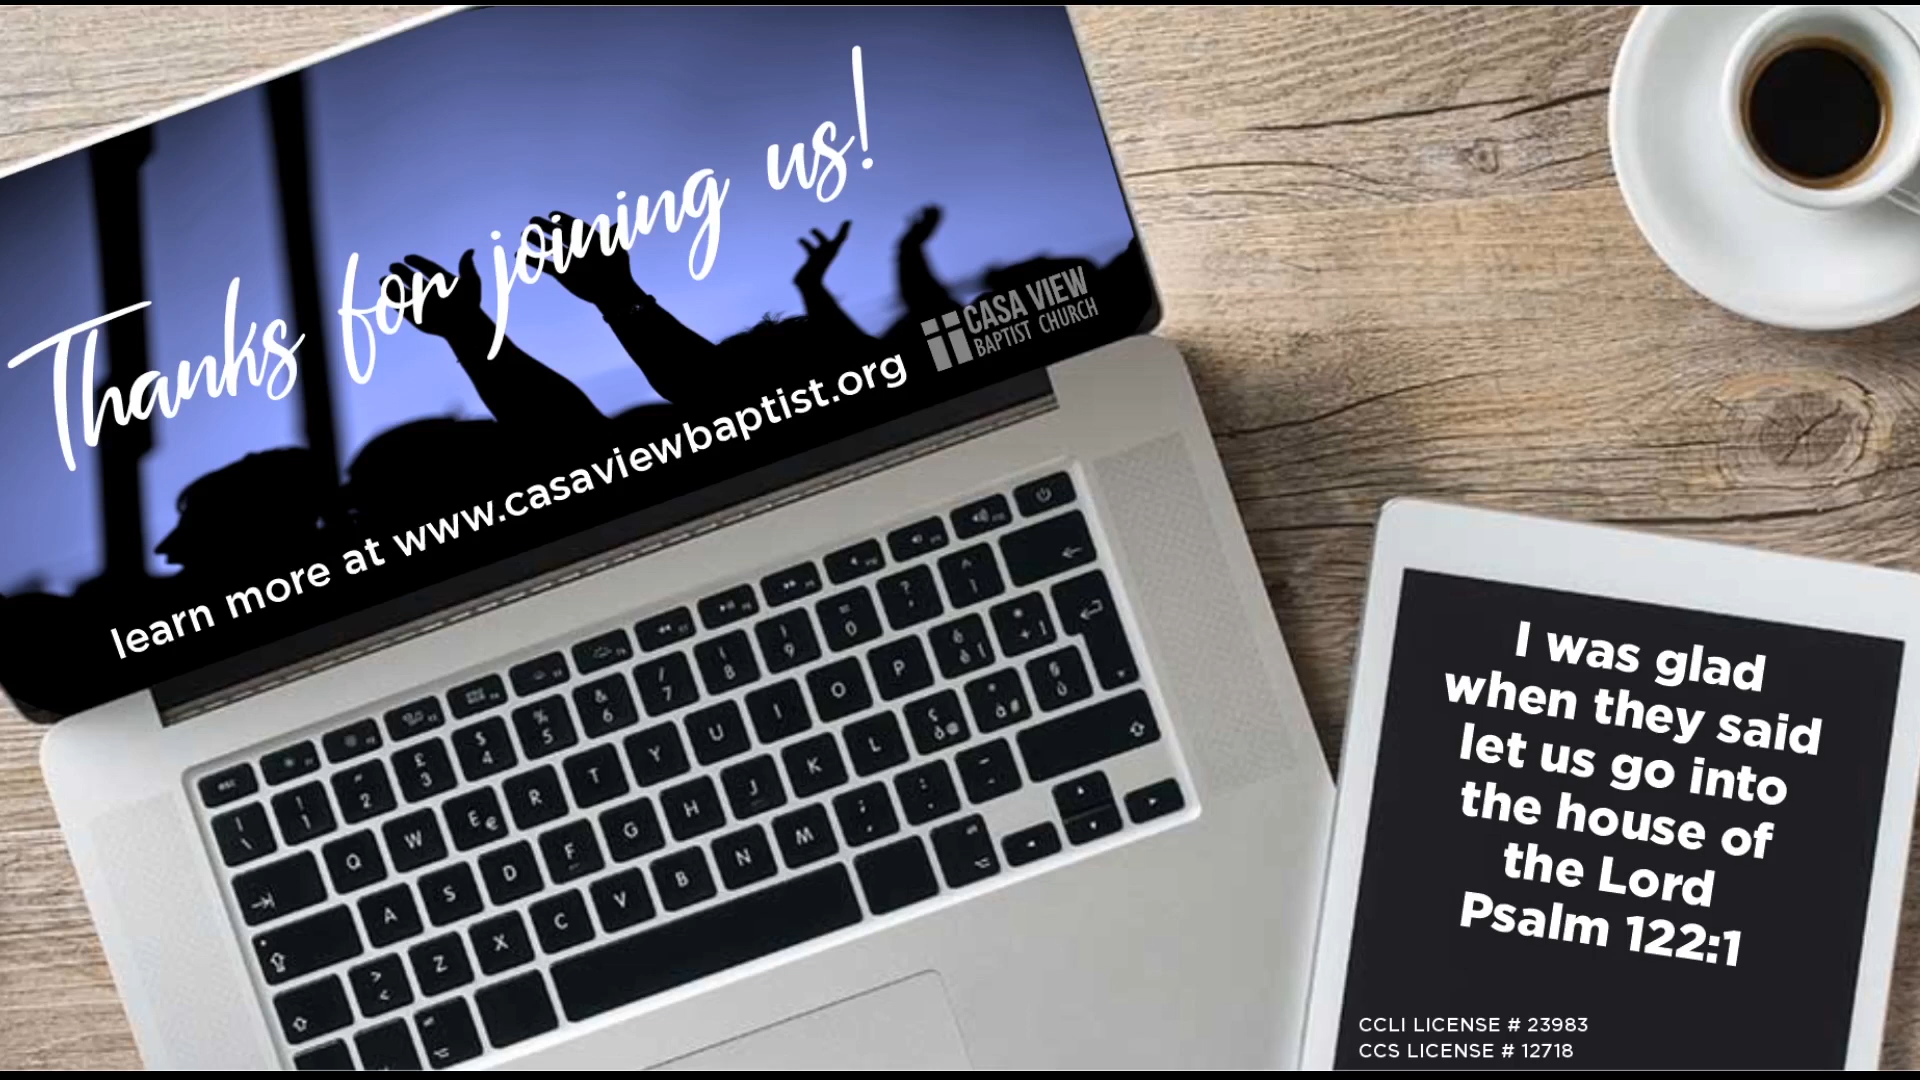 Thanks for joining us!
learn more at www.casaviewbaptist.org
CASA VIEW
BAPTIST CHURCH
I was glad
when they said
let us go into
the house of
the Lord
Psalm 122:1
CCLI LICENSE # 23983
CCS LICENSE # 12718